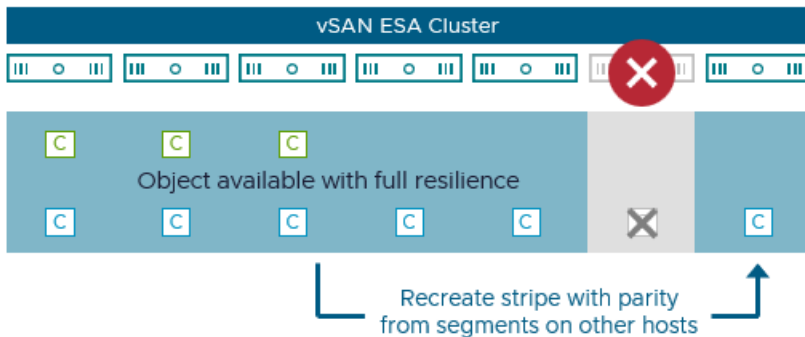 vSAN ESA Cluster
C C C
Object available with full resilience
C C C C C C
Recreate stripe with parity
from segments on other hosts